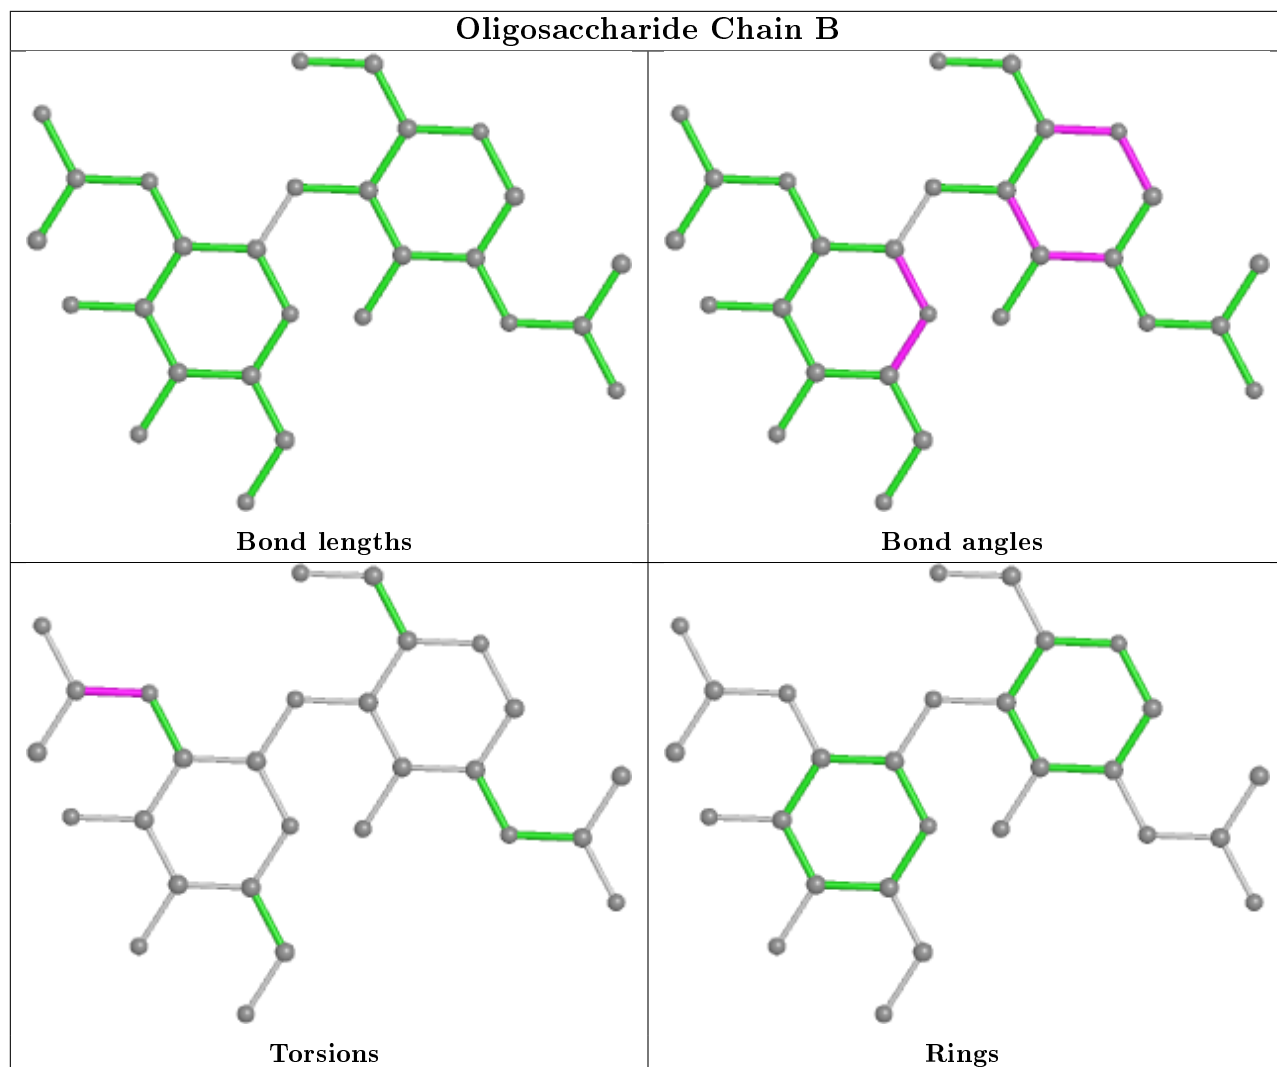 Oligosaccharide Chain B
Bond lengths
Bond angles
Torsions
Rings